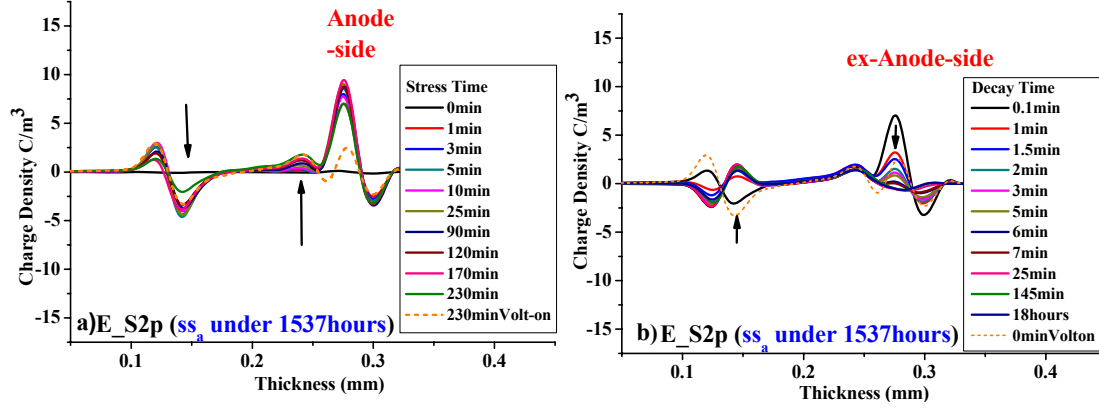 15
10
5
0
-5
-10
-15
Charge Density C/m³
0.1
0.2
0.3
0.4
Thickness (mm)
Anode
-side
Stress Time
0min
1min
3min
5min
10min
25min
90min
120min
170min
230min
230minVolt-on
a)E_S2p (ssₐ under 1537hours)
15
10
5
0
-5
-10
-15
Charge Density C/m³
0.1
0.2
0.3
0.4
Thickness (mm)
ex-Anode-side
Decay Time
0.1min
1min
1.5min
2min
3min
5min
6min
7min
25min
145min
18hours
0minVolton
b)E_S2p (ssₐ under 1537hours)